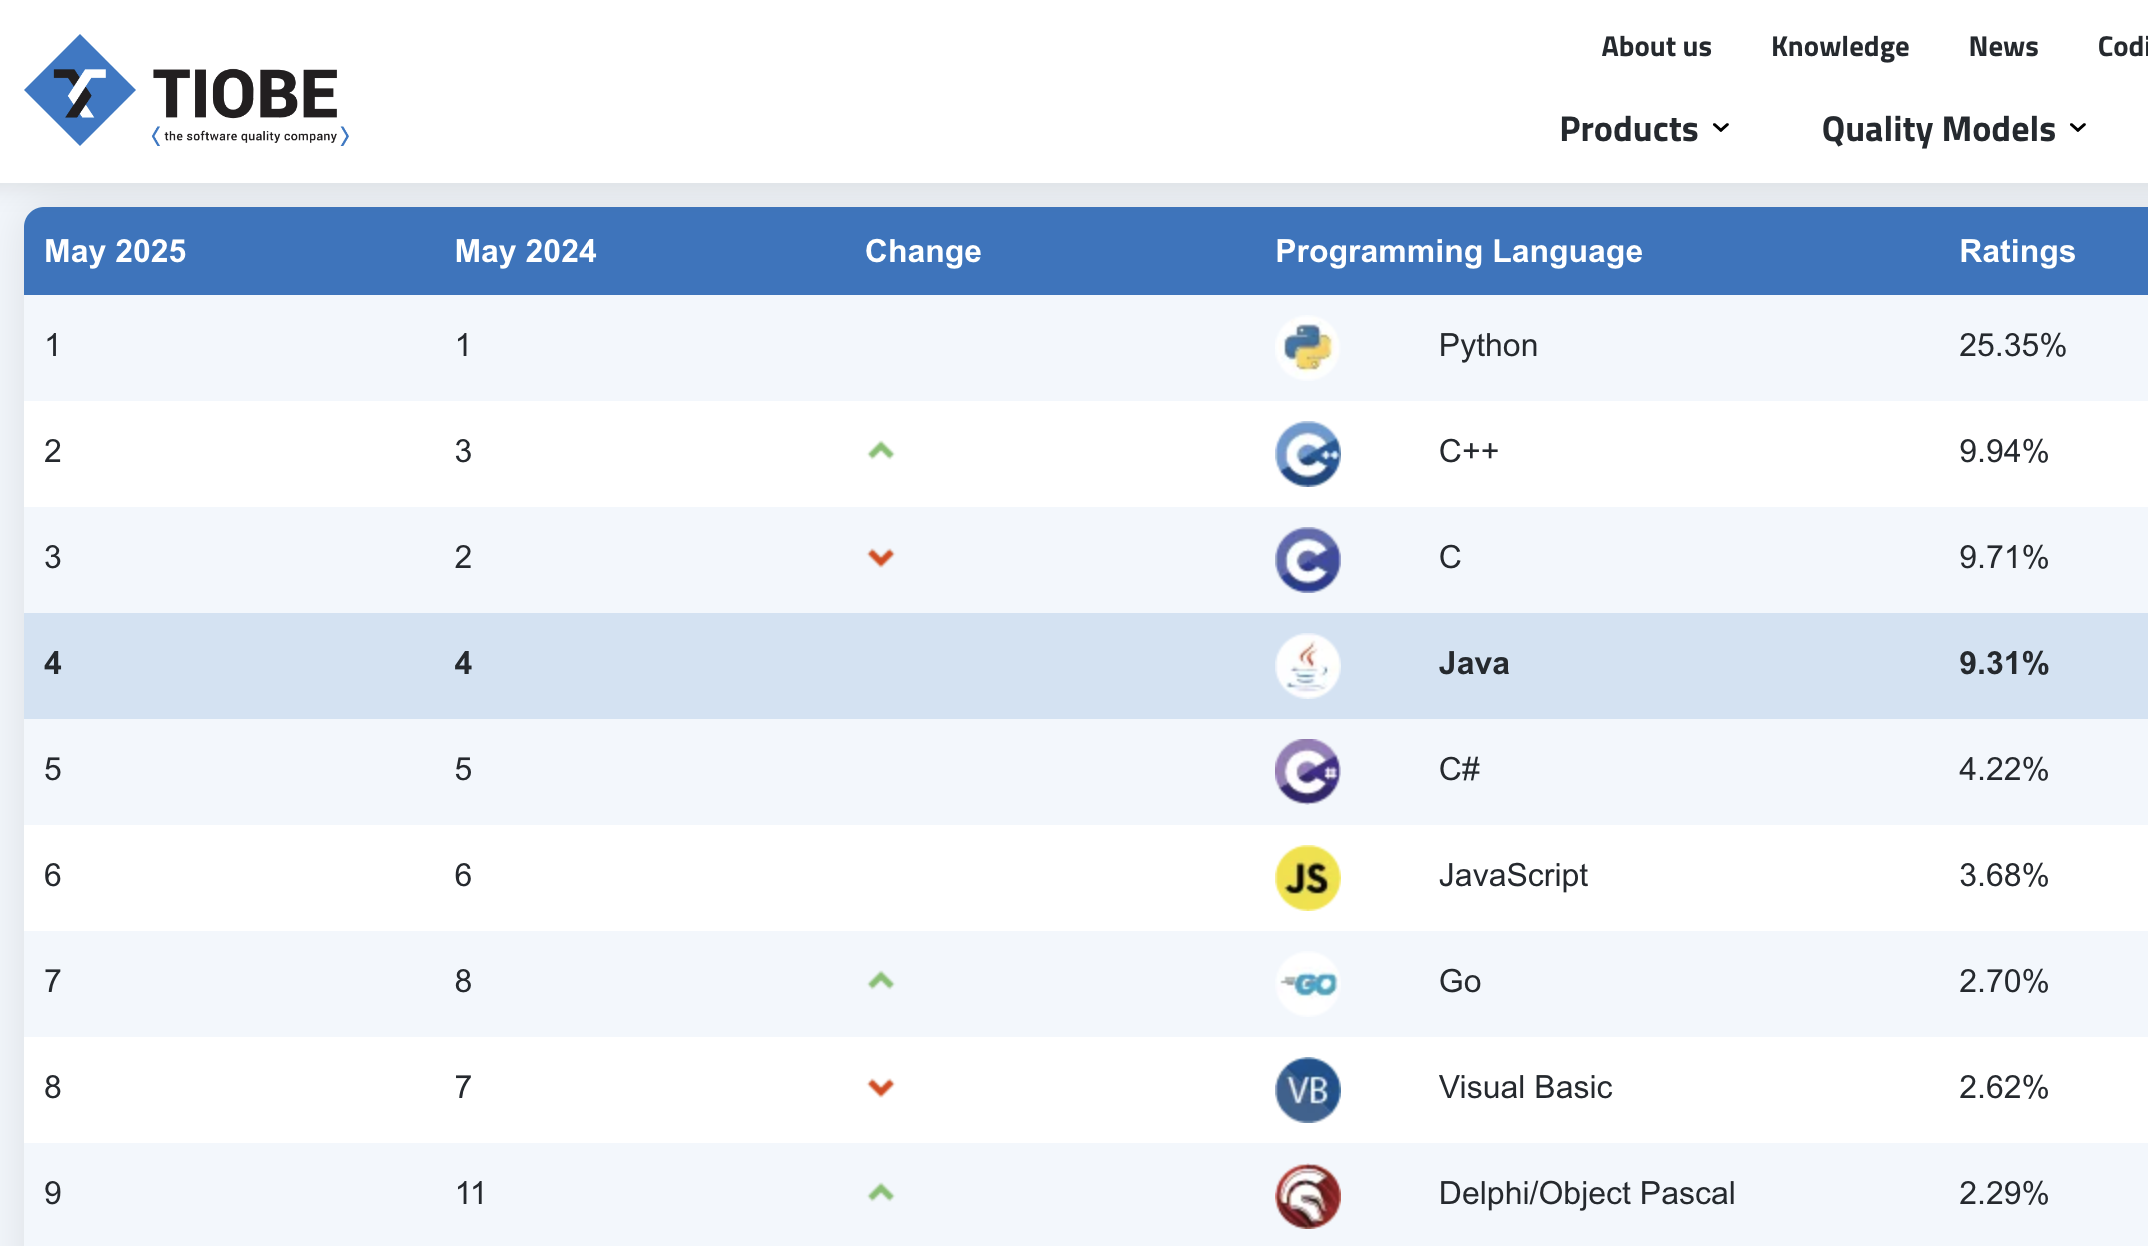 About us Knowledge News Codi
TIOBE
the software quality company
Products Quality Models
May 2025 May 2024 Change Programming Language Ratings
1 1 Python 25.35%
2 3 C++ 9.94%
3 2 C 9.71%
4 4 Java 9.31%
5 5 C# 4.22%
6 6 JS JavaScript 3.68%
7 8 GO Go 2.70%
8 7 VB Visual Basic 2.62%
9 11 Delphi/Object Pascal 2.29%